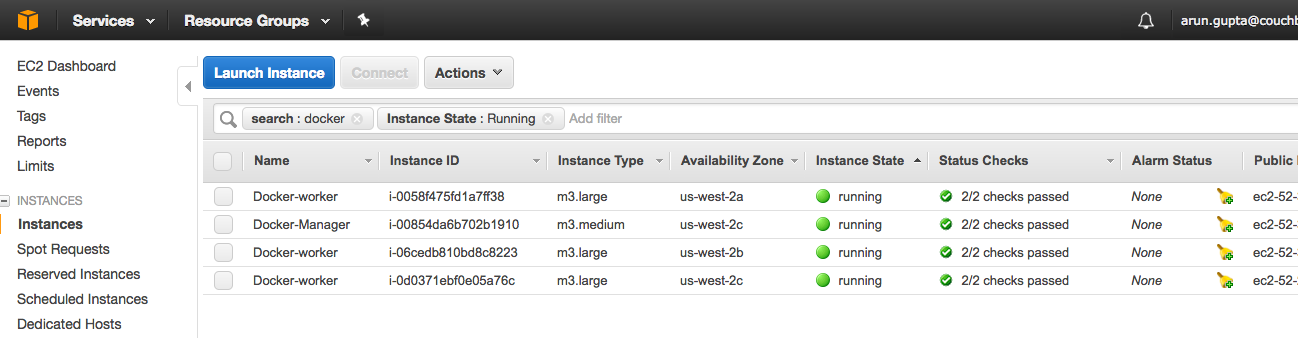 Services Resource Groups arun.gupta@couchb
EC2 Dashboard
Events
Tags
Reports
Limits
INSTANCES
Instances
Spot Requests
Reserved Instances
Scheduled Instances
Dedicated Hosts
Launch Instance Connect Actions
search : docker Instance State : Running Add filter
Name Instance ID Instance Type Availability Zone Instance State Status Checks Alarm Status Public
Docker-worker i-0058f475fd1a7ff38 m3.large us-west-2a running 2/2 checks passed None ec2-52-
Docker-Manager i-00854da6b702b1910 m3.medium us-west-2c running 2/2 checks passed None ec2-52-
Docker-worker i-06cedb810bd8c8223 m3.large us-west-2b running 2/2 checks passed None ec2-52-
Docker-worker i-0d0371ebf0e05a76c m3.large us-west-2c running 2/2 checks passed None ec2-52-